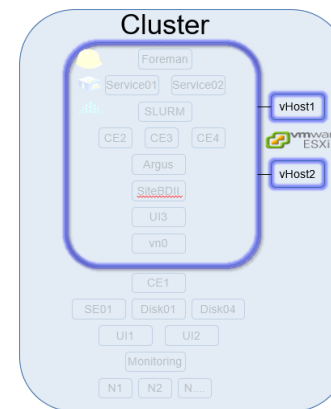 Cluster
Foreman
Service01 Service02
SLURM
vHost1
CE2 CE3 CE4
vmware
ESXi
Argus
vHost2
SiteBDII
UI3
vn0
CE1
SE01 Disk01 Disk04
UI1 UI2
Monitoring
N1 N2 N....